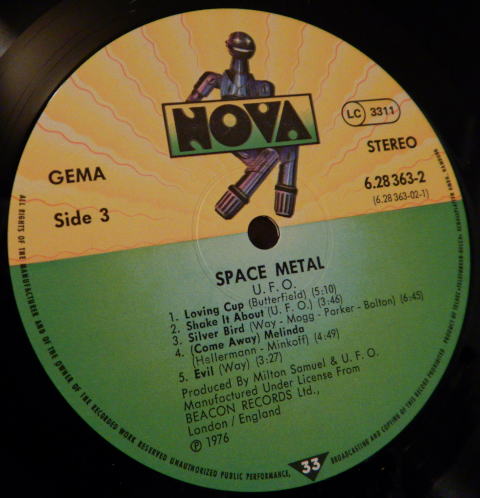 NOVA
LC 3311
GEMA
STEREO
Side 3
6.28 363-2
(6.28 363-02-1)
SPACE METAL
U. F. O.
1. Loving Cup (Butterfield) (5:10)
2. Shake It About (U. F. O.) (3:46)
3. Silver Bird (Way - Mogg - Parker - Bolton) (6:45)
4. (Come Away) Melinda
(Hellermann - Minkoff) (4:49)
5. Evil (Way) (3:27)
Produced By Milton Samuel & U. F. O.
Manufactured Under License From
BEACON RECORDS Ltd.,
London / England
Ⓟ 1976
33
ALL RIGHTS OF THE MANUFACTURER AND OF THE OWNER OF THE RECORDED WORK RESERVED UNAUTHORIZED PUBLIC PERFORMANCE,
BROADCASTING AND COPYING OF THIS RECORD PROHIBITED